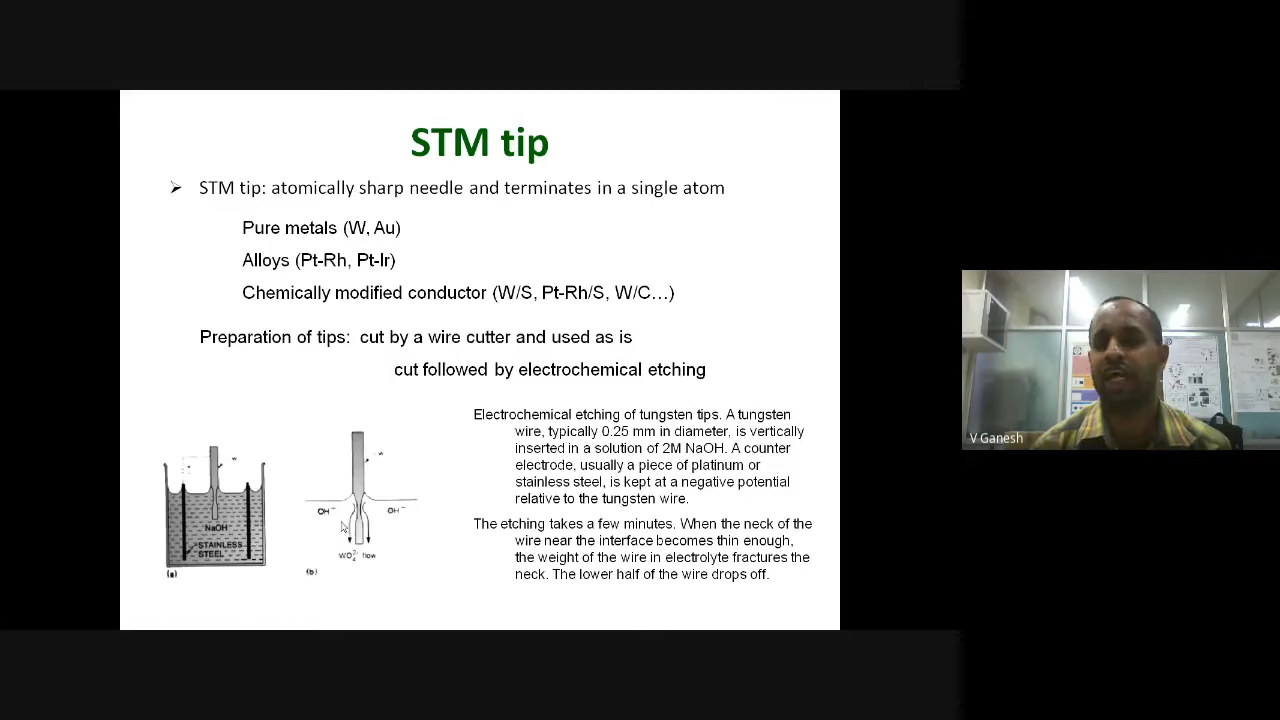 STM tip
STM tip: atomically sharp needle and terminates in a single atom
Pure metals (W, Au)
Alloys (Pt-Rh, Pt-Ir)
Chemically modified conductor (W/S, Pt-Rh/S, W/C…)
Preparation of tips: cut by a wire cutter and used as is
cut followed by electrochemical etching
Electrochemical etching of tungsten tips. A tungsten
wire, typically 0.25 mm in diameter, is vertically
inserted in a solution of 2M NaOH. A counter
electrode, usually a piece of platinum or
stainless steel, is kept at a negative potential
relative to the tungsten wire.
The etching takes a few minutes. When the neck of the
wire near the interface becomes thin enough,
the weight of the wire in electrolyte fractures the
neck. The lower half of the wire drops off.
W
NaOH
STAINLESS
STEEL
(a)
W
OH⁻ OH⁻
WO₄²⁻ flow
(b)
V Ganesh